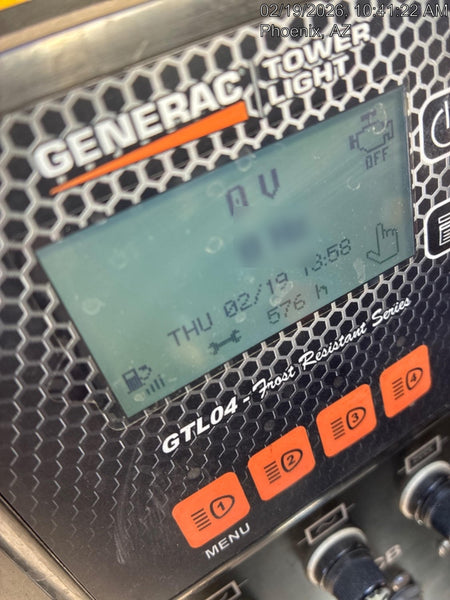 02/19/2026, 10:41:22 AM
Phoenix, AZ
GENERAC
TOWER
LIGHT
OFF
THU 02/19 13:58
576 h
GTL04 - Frost Resistant Series
1
2
3
4
MENU